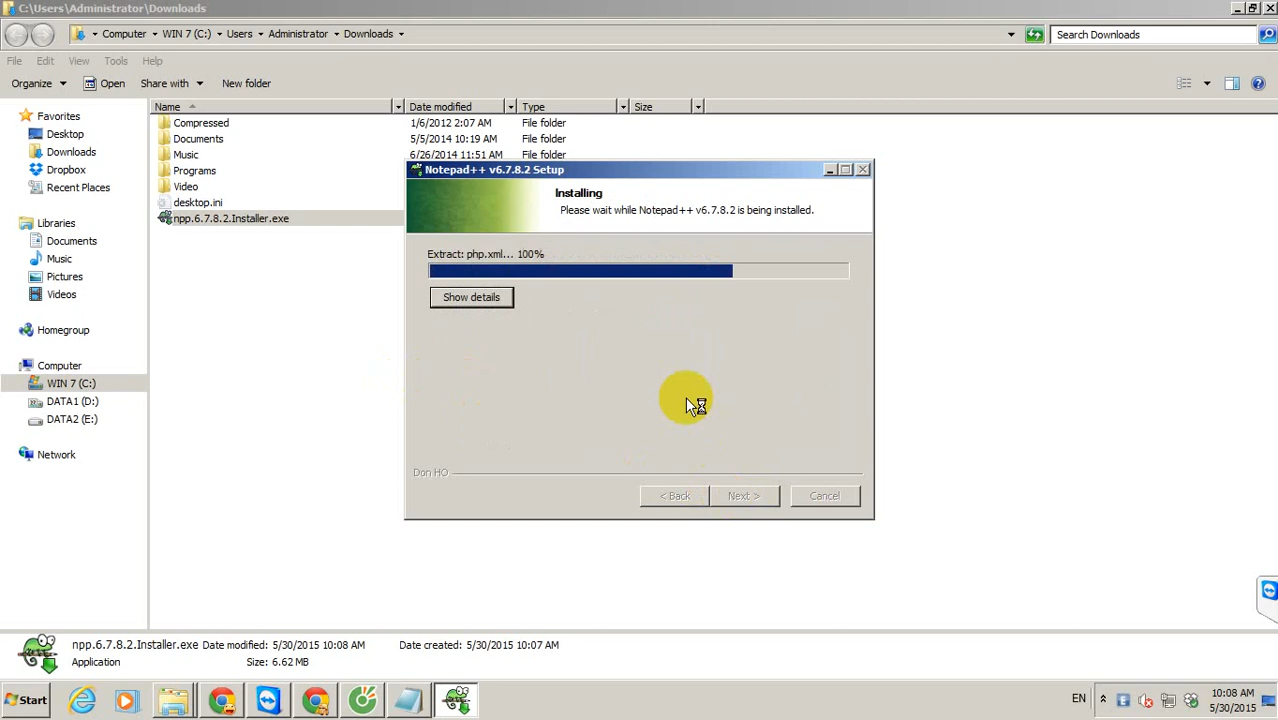 C:\Users\Administrator\Downloads
Computer WIN 7 (C:) Users Administrator Downloads
Search Downloads
File Edit View Tools Help
Organize Open Share with New folder
Name Date modified Type Size
Favorites
Desktop
Downloads
Dropbox
Recent Places
Libraries
Documents
Music
Pictures
Videos
Homegroup
Computer
WIN 7 (C:)
DATA1 (D:)
DATA2 (E:)
Network
Compressed 1/6/2012 2:07 AM File folder
Documents 5/5/2014 10:19 AM File folder
Music 6/26/2014 11:51 AM File folder
Programs
Video
desktop.ini
npp.6.7.8.2.Installer.exe
Notepad++ v6.7.8.2 Setup
Installing
Please wait while Notepad++ v6.7.8.2 is being installed.
Extract: php.xml... 100%
Show details
Don HO
< Back Next > Cancel
npp.6.7.8.2.Installer.exe Date modified: 5/30/2015 10:08 AM Date created: 5/30/2015 10:07 AM
Application Size: 6.62 MB
Start
EN
10:08 AM
5/30/2015